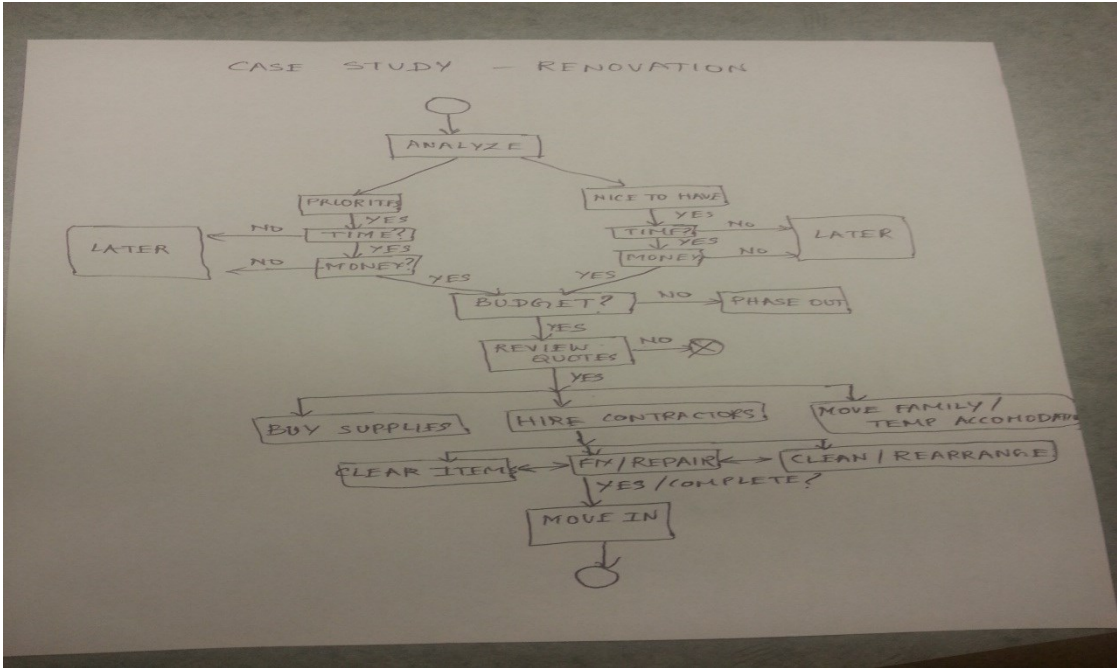 CASE STUDY - RENOVATION
ANALYZE
PRIORITY
NICE TO HAVE
YES
YES
LATER
NO
TIME?
TIME?
NO
LATER
YES
YES
NO
MONEY?
MONEY
NO
YES
YES
BUDGET?
NO
PHASE OUT
YES
REVIEW
QUOTES
NO
YES
BUY SUPPLIES
HIRE CONTRACTORS
MOVE FAMILY /
TEMP ACCOMODATI
CLEAR ITEMS
FIX/REPAIR
CLEAN / REARRANGE
YES / COMPLETE?
MOVE IN